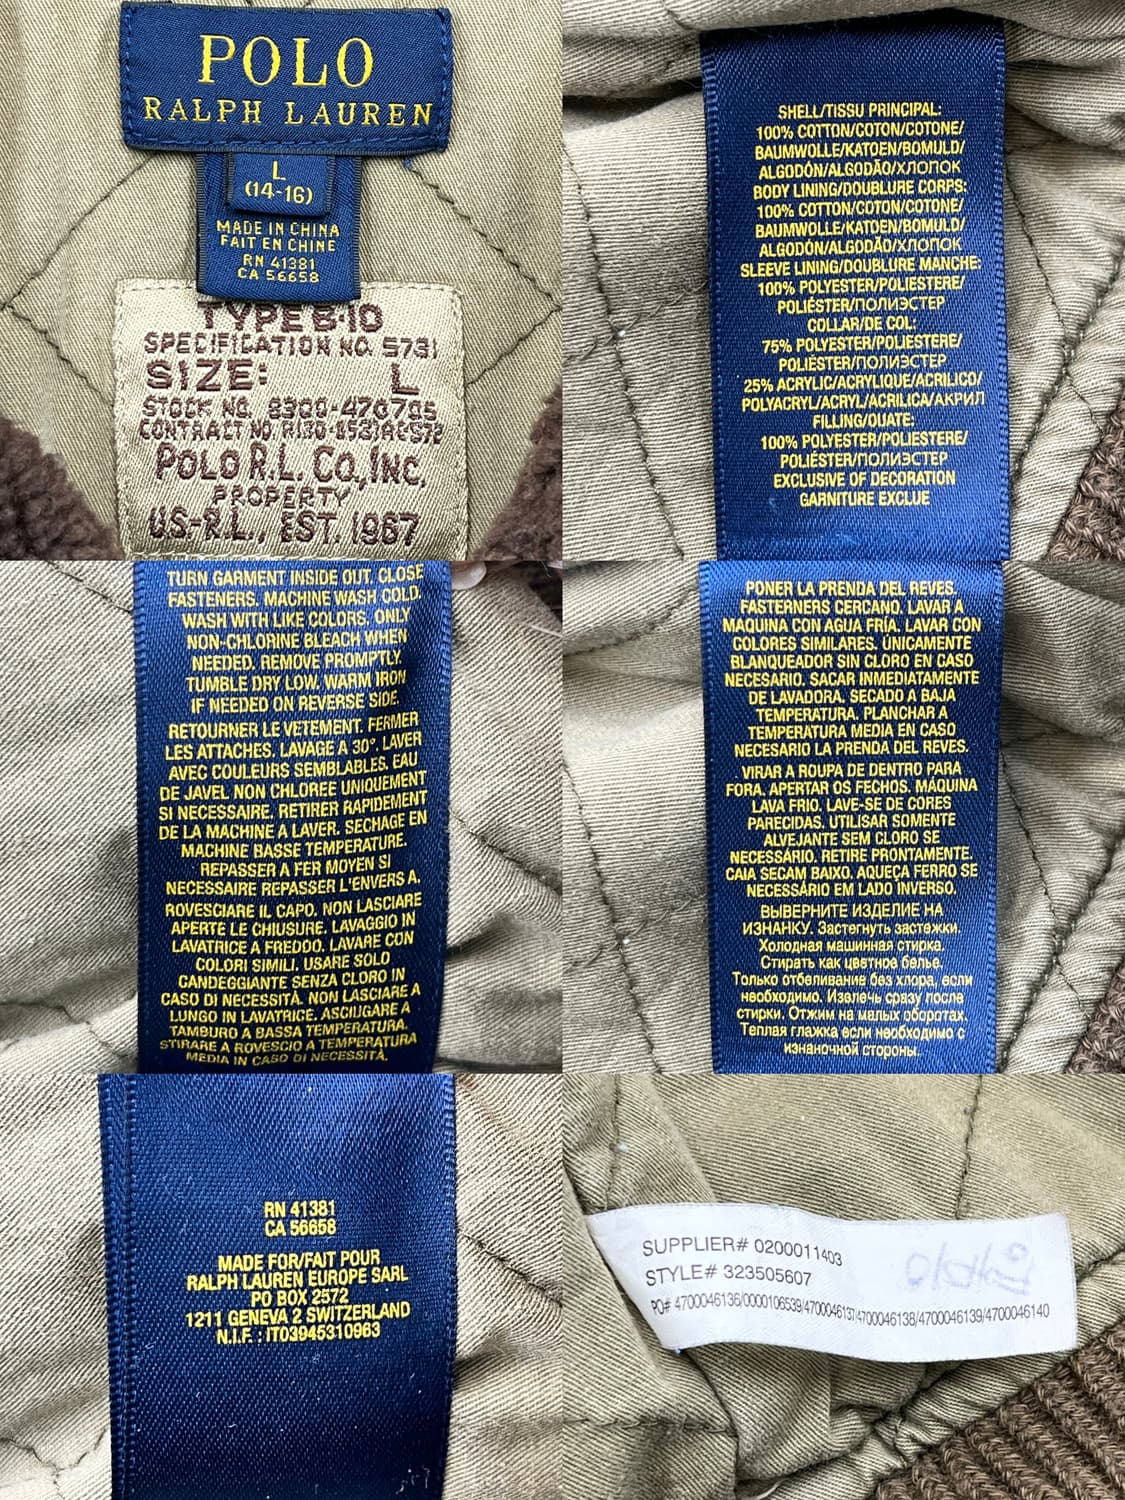 POLO
RALPH LAUREN
L
(14-16)
MADE IN CHINA
FAIT EN CHINE
RN 41381
CA 56658
TYPE B-10
SPECIFICATION NO. 5731
SIZE: L
STOCK NO.
CONTRACT NO
POLO R.L. CO., INC.
PROPERTY
U.S.-R.L., EST. 1967
SHELL/TISSU PRINCIPAL:
100% COTTON/COTON/COTONE/
BAUMWOLLE/KATOEN/BOMULD/
ALGODÓN/ALGODÃO/ХЛОПОК
BODY LINING/DOUBLURE CORPS:
100% COTTON/COTON/COTONE/
BAUMWOLLE/KATOEN/BOMULD/
ALGODÓN/ALGODÃO/ХЛОПОК
SLEEVE LINING/DOUBLURE MANCHE:
100% POLYESTER/POLIESTERE/
POLIÉSTER/ПОЛИЭСТЕР
COLLAR/DE COL:
75% POLYESTER/POLIESTERE/
POLIÉSTER/ПОЛИЭСТЕР
25% ACRYLIC/ACRYLIQUE/ACRILICO/
POLYACRYL/ACRYL/ACRILICA/АКРИЛ
FILLING/OUATE:
100% POLYESTER/POLIESTERE/
POLIÉSTER/ПОЛИЭСТЕР
EXCLUSIVE OF DECORATION
GARNITURE EXCLUE
TURN GARMENT INSIDE OUT. CLOSE
FASTENERS. MACHINE WASH COLD.
WASH WITH LIKE COLORS. ONLY
NON-CHLORINE BLEACH WHEN
NEEDED. REMOVE PROMPTLY.
TUMBLE DRY LOW. WARM IRON
IF NEEDED ON REVERSE SIDE.
RETOURNER LE VETEMENT. FERMER
LES ATTACHES. LAVAGE A 30°. LAVER
AVEC COULEURS SEMBLABLES. EAU
DE JAVEL NON CHLOREE UNIQUEMENT
SI NECESSAIRE. RETIRER RAPIDEMENT
DE LA MACHINE A LAVER. SECHAGE EN
MACHINE BASSE TEMPERATURE.
REPASSER A FER MOYEN SI
NECESSAIRE REPASSER L'ENVERS A.
ROVESCIARE IL CAPO. NON LASCIARE
APERTE LE CHIUSURE. LAVAGGIO IN
LAVATRICE A FREDDO. LAVARE CON
COLORI SIMILI. USARE SOLO
CANDEGGIANTE SENZA CLORO IN
CASO DI NECESSITÀ. NON LASCIARE A
LUNGO IN LAVATRICE. ASCIUGARE A
TAMBURO A BASSA TEMPERATURA.
STIRARE A ROVESCIO A TEMPERATURA
MEDIA IN CASO DI NECESSITÀ.
PONER LA PRENDA DEL REVES.
FASTERNERS CERCANO. LAVAR A
MAQUINA CON AGUA FRÍA. LAVAR CON
COLORES SIMILARES. ÚNICAMENTE
BLANQUEADOR SIN CLORO EN CASO
NECESARIO. SACAR INMEDIATAMENTE
DE LAVADORA. SECADO A BAJA
TEMPERATURA. PLANCHAR A
TEMPERATURA MEDIA EN CASO
NECESARIO LA PRENDA DEL REVES.
VIRAR A ROUPA DE DENTRO PARA
FORA. APERTAR OS FECHOS. MÁQUINA
LAVA FRIO. LAVE-SE DE CORES
PARECIDAS. UTILISAR SOMENTE
ALVEJANTE SEM CLORO SE
NECESSÁRIO. RETIRE PRONTAMENTE.
CAIA SECAM BAIXO. AQUEÇA FERRO SE
NECESSÁRIO EM LADO INVERSO.
ВЫВЕРНИТЕ ИЗДЕЛИЕ НА
ИЗНАНКУ. Застегнуть застежки.
Холодная машинная стирка.
Стирать как цветное белье.
Только отбеливание без хлора, если
необходимо. Извлечь сразу после
стирки. Отжим на малых оборотах.
Теплая глажка если необходимо с
изнаночной стороны.
RN 41381
CA 56658
MADE FOR/FAIT POUR
RALPH LAUREN EUROPE SARL
PO BOX 2572
1211 GENEVA 2 SWITZERLAND
N.I.F. : IT03945310963
SUPPLIER# 0200011403
STYLE# 323505607
PO# 4700046136/0000106539/4700046137/4700046138/4700046139/4700046140